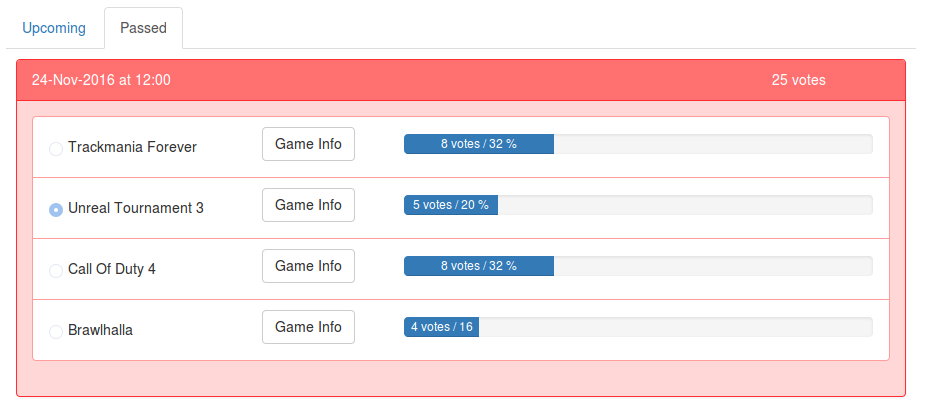 Upcoming Passed
24-Nov-2016 at 12:00 25 votes
Trackmania Forever Game Info 8 votes / 32 %
Unreal Tournament 3 Game Info 5 votes / 20 %
Call Of Duty 4 Game Info 8 votes / 32 %
Brawlhalla Game Info 4 votes / 16